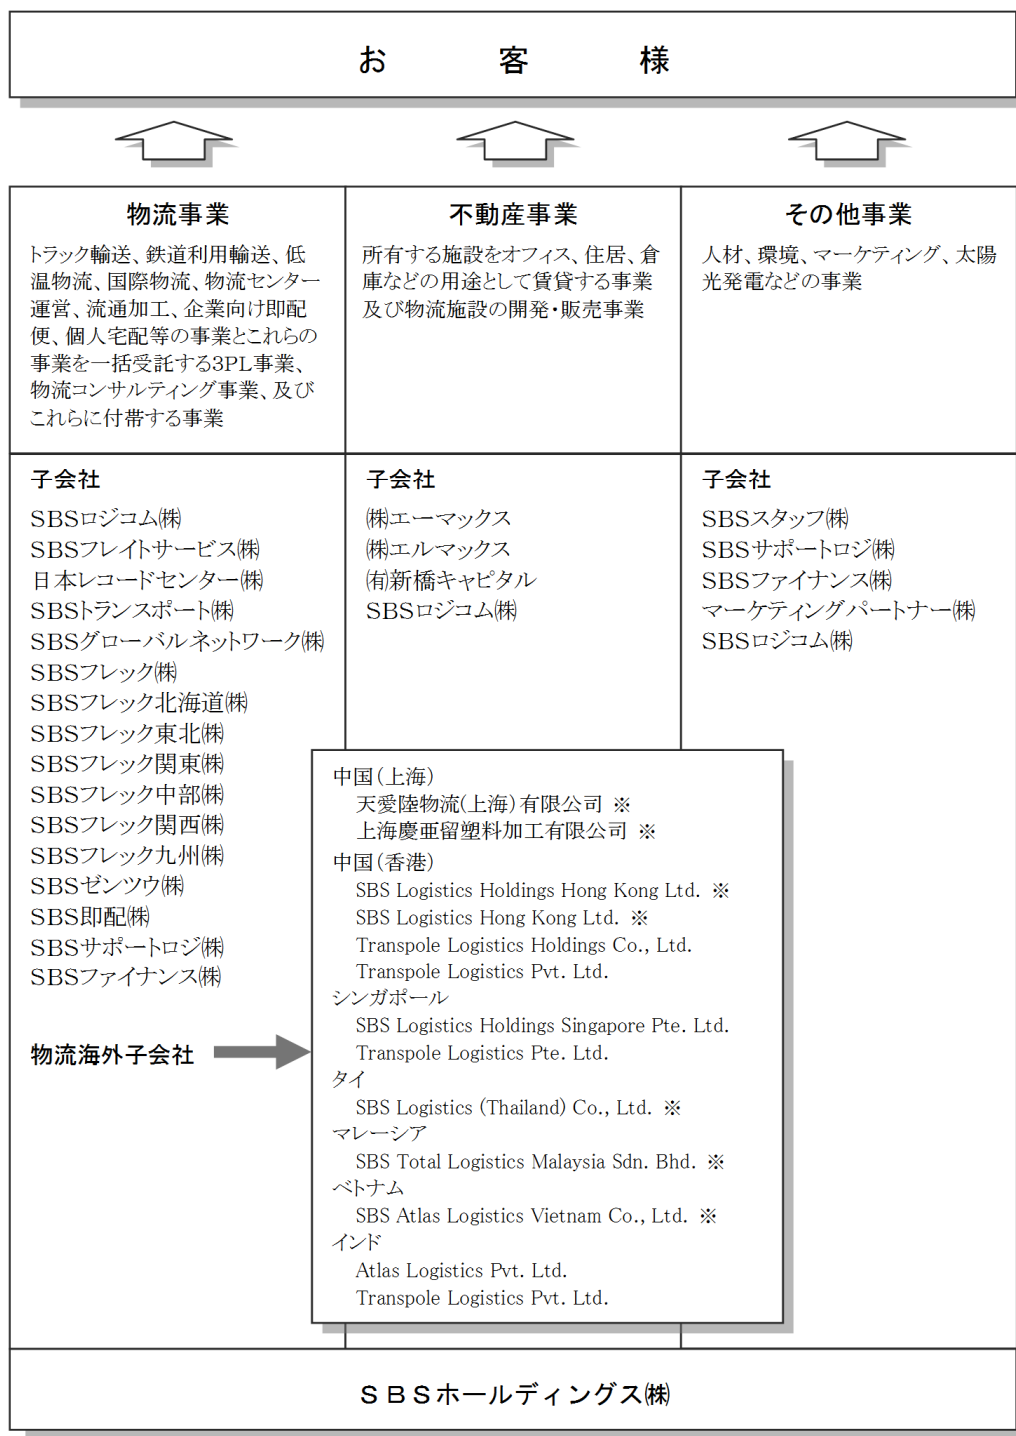 お客様
物流事業
トラック輸送、鉄道利用輸送、低
温物流、国際物流、物流センター
運営、流通加工、企業向け即配
便、個人宅配等の事業とこれらの
事業を一括受託する3PL事業、
物流コンサルティング事業、及び
これらに付帯する事業
不動産事業
所有する施設をオフィス、住居、倉
庫などの用途として賃貸する事業
及び物流施設の開発・販売事業
その他事業
人材、環境、マーケティング、太陽
光発電などの事業
子会社
SBSロジコム㈱
SBSフレイトサービス㈱
日本レコードセンター㈱
SBSトランスポート㈱
SBSグローバルネットワーク㈱
SBSフレック㈱
SBSフレック北海道㈱
SBSフレック東北㈱
SBSフレック関東㈱
SBSフレック中部㈱
SBSフレック関西㈱
SBSフレック九州㈱
SBSゼンツウ㈱
SBS即配㈱
SBSサポートロジ㈱
SBSファイナンス㈱
物流海外子会社
子会社
㈱エーマックス
㈱エルマックス
㈲新橋キャピタル
SBSロジコム㈱
子会社
SBSスタッフ㈱
SBSサポートロジ㈱
SBSファイナンス㈱
マーケティングパートナー㈱
SBSロジコム㈱
中国(上海)
天愛陸物流(上海)有限公司 ※
上海慶亜留塑料加工有限公司 ※
中国(香港)
SBS Logistics Holdings Hong Kong Ltd. ※
SBS Logistics Hong Kong Ltd. ※
Transpole Logistics Holdings Co., Ltd.
Transpole Logistics Pvt. Ltd.
シンガポール
SBS Logistics Holdings Singapore Pte. Ltd.
Transpole Logistics Pte. Ltd.
タイ
SBS Logistics (Thailand) Co., Ltd. ※
マレーシア
SBS Total Logistics Malaysia Sdn. Bhd. ※
ベトナム
SBS Atlas Logistics Vietnam Co., Ltd. ※
インド
Atlas Logistics Pvt. Ltd.
Transpole Logistics Pvt. Ltd.
SBSホールディングス㈱